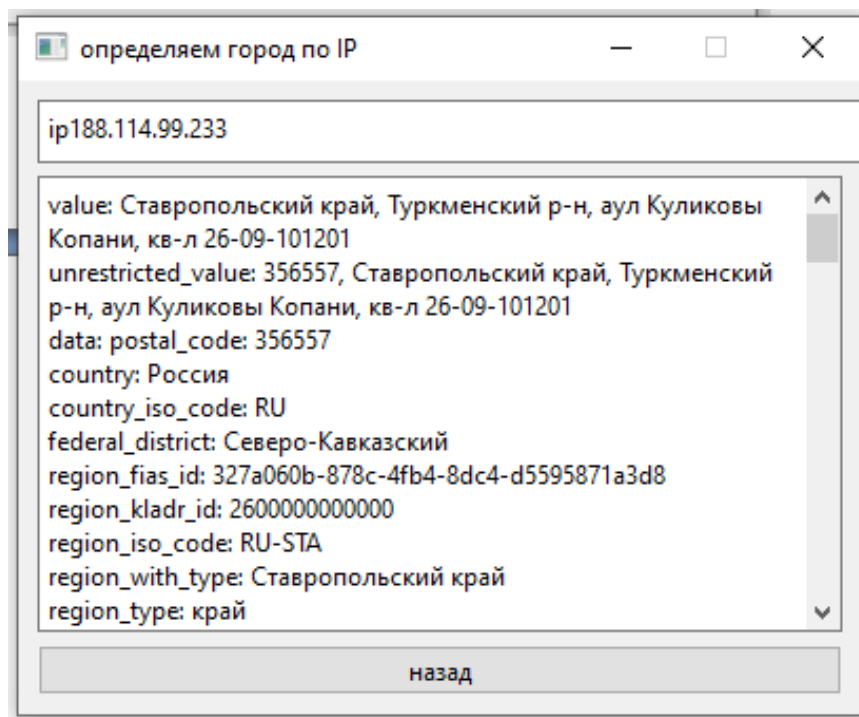 определяем город по IP
ip188.114.99.233
value: Ставропольский край, Туркменский р-н, аул Куликовы
Копани, кв-л 26-09-101201
unrestricted_value: 356557, Ставропольский край, Туркменский
р-н, аул Куликовы Копани, кв-л 26-09-101201
data: postal_code: 356557
country: Россия
country_iso_code: RU
federal_district: Северо-Кавказский
region_fias_id: 327a060b-878c-4fb4-8dc4-d5595871a3d8
region_kladr_id: 2600000000000
region_iso_code: RU-STA
region_with_type: Ставропольский край
region_type: край
назад